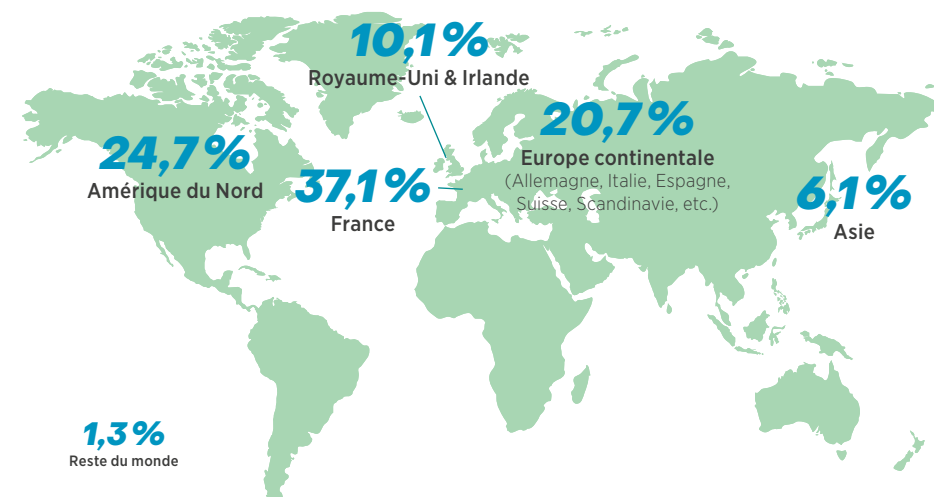 10,1 %
Royaume-Uni & Irlande
20,7 %
Europe continentale
(Allemagne, Italie, Espagne,
Suisse, Scandinavie, etc.)
24,7 %
Amérique du Nord
37,1 %
France
6,1 %
Asie
1,3 %
Reste du monde